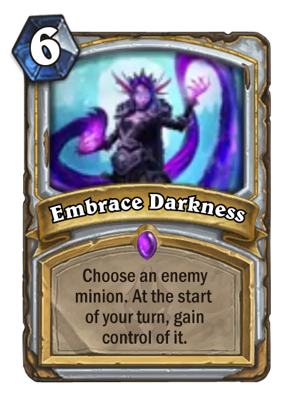 6
Embrace Darkness
Choose an enemy
minion. At the start
of your turn, gain
control of it.